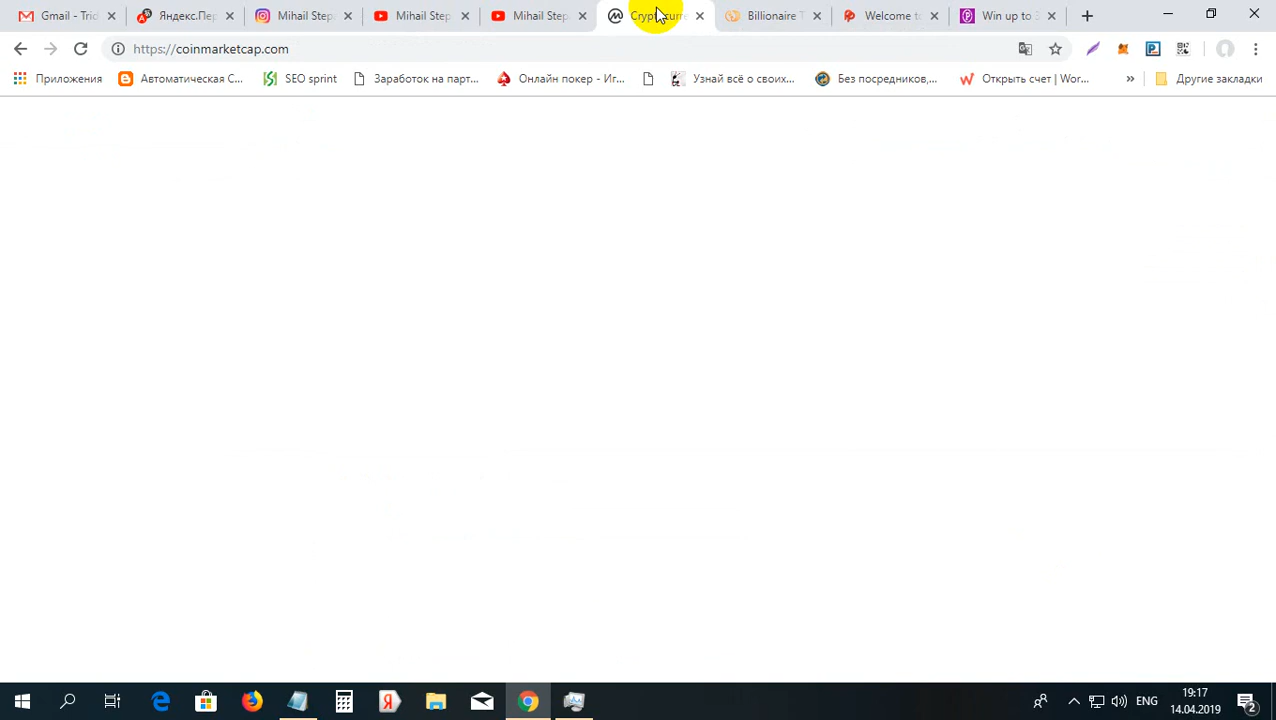 Gmail - Tric
Яндекс.Пер
Mihail Step
Mihail Step
Mihail Step
Billionaire T
Welcome to
Win up to
https://coinmarketcap.com
Приложения
Автоматическая С...
SEO sprint
Заработок на парт...
Онлайн покер - Иг...
Узнай всё о своих...
Без посредников,...
Открыть счет | Wor...
»
Другие закладки
ENG
19:17
14.04.2019
2